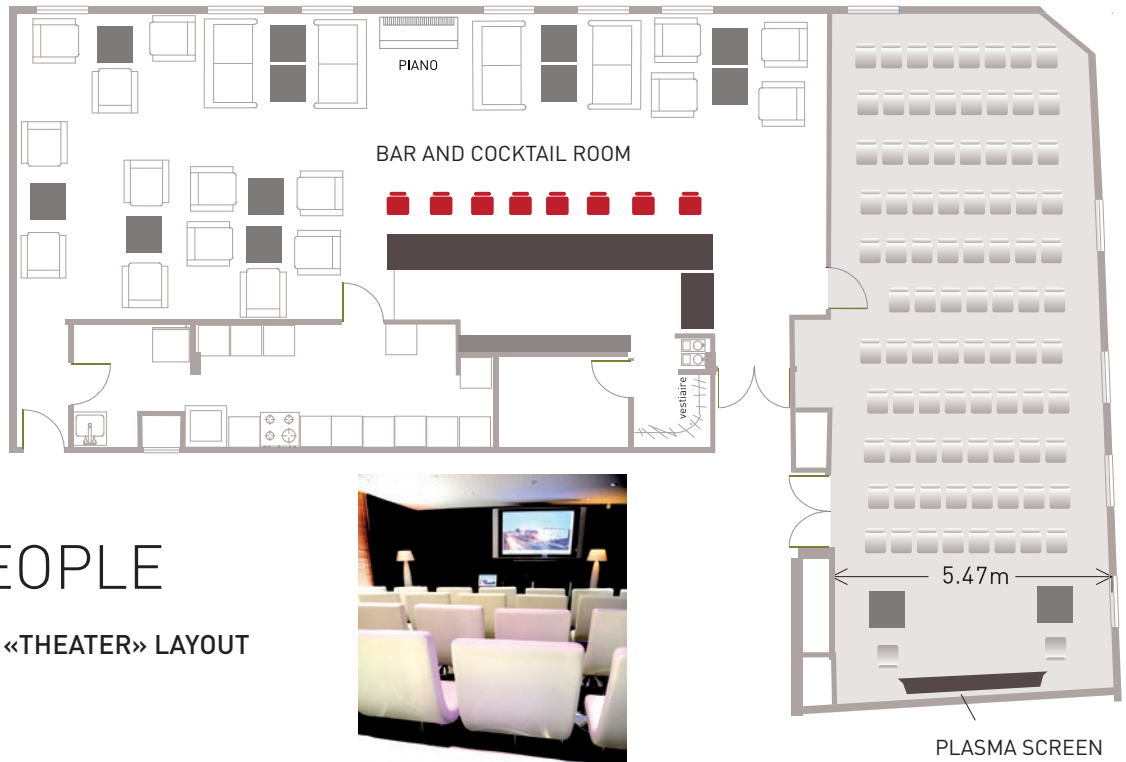 PIANO
BAR AND COCKTAIL ROOM
vestiaire
EOPLE
«THEATER» LAYOUT
5.47m
PLASMA SCREEN